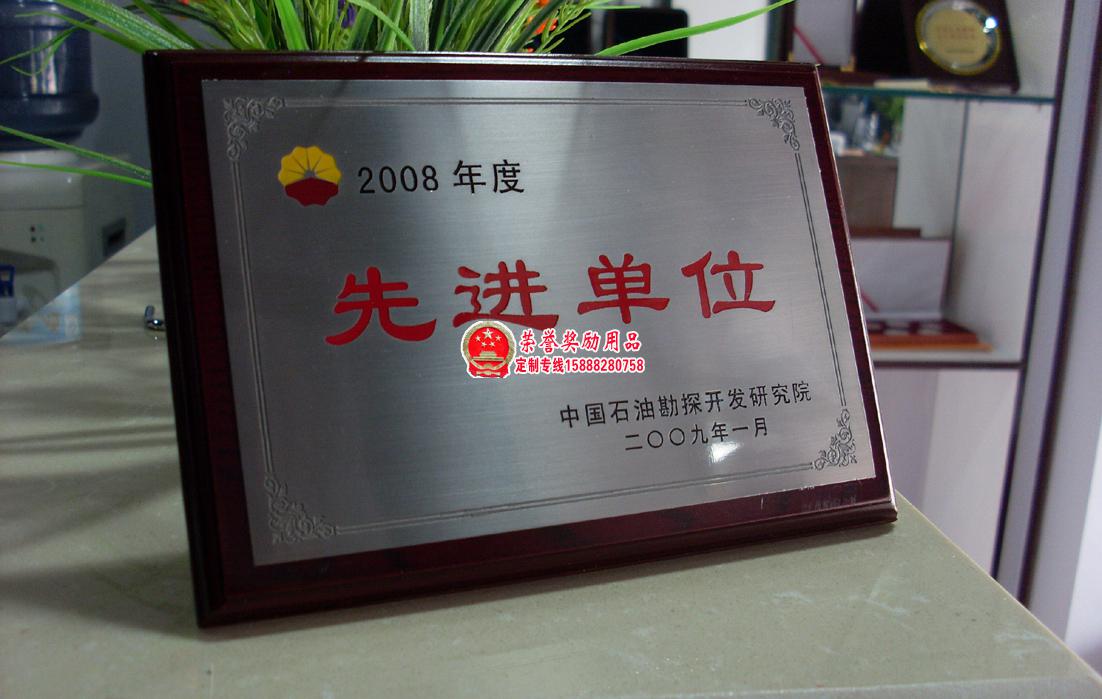 2008 年度
先进单位
荣誉奖励用品
定制专线15888280758
中国石油勘探开发研究院
二〇〇九年一月